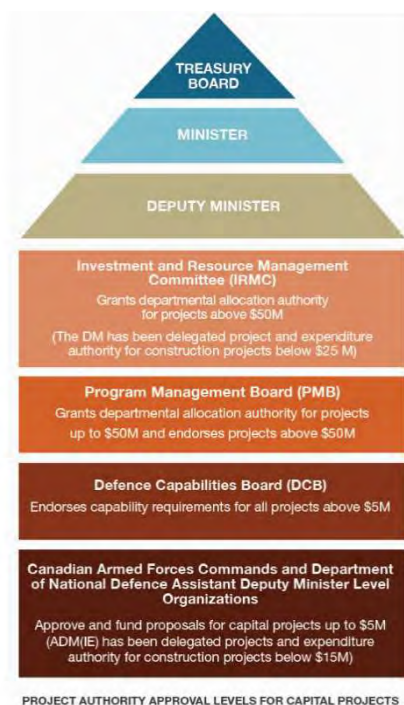 TREASURY
BOARD
MINISTER
DEPUTY MINISTER
Investment and Resource Management
Committee (IRMC)
Grants departmental allocation authority
for projects above $50M
(The DM has been delegated project and expenditure
authority for construction projects below $25 M)
Program Management Board (PMB)
Grants departmental allocation authority for projects
up to $50M and endorses projects above $50M
Defence Capabilities Board (DCB)
Endorses capability requirements for all projects above $5M
Canadian Armed Forces Commands and Department
of National Defence Assistant Deputy Minister Level
Organizations
Approve and fund proposals for capital projects up to $5M
(ADM(IE) has been delegated projects and expenditure
authority for construction projects below $15M)
PROJECT AUTHORITY APPROVAL LEVELS FOR CAPITAL PROJECTS